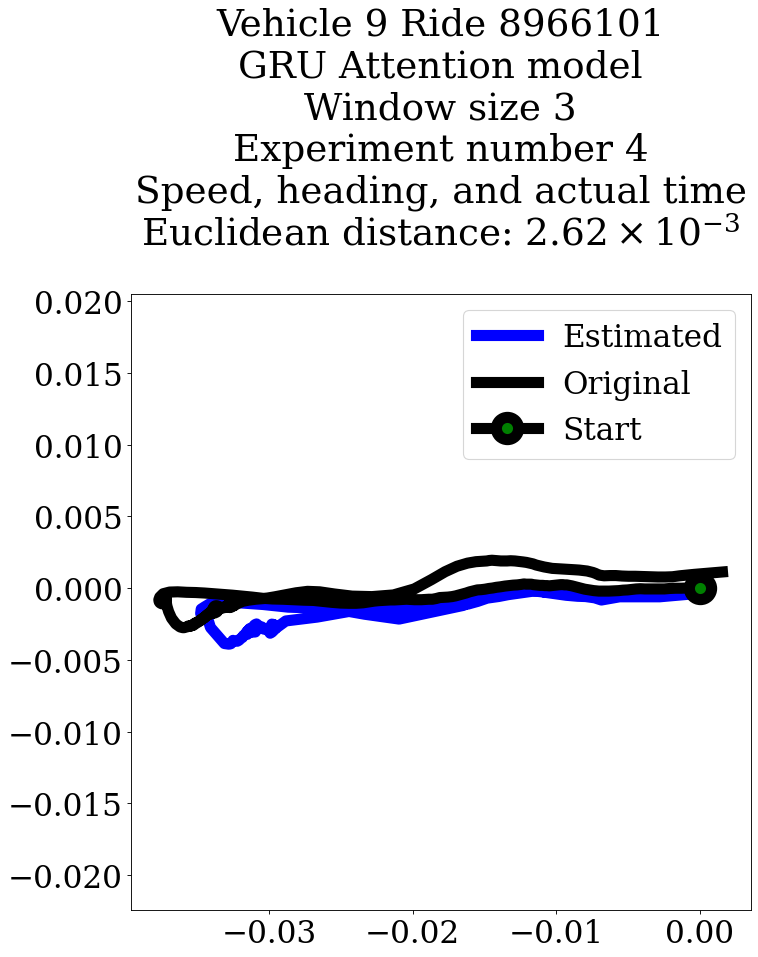 Vehicle 9 Ride 8966101
GRU Attention model
Window size 3
Experiment number 4
Speed, heading, and actual time
Euclidean distance: 2.62 × 10⁻³
Estimated
Original
Start
0.020
0.015
0.010
0.005
0.000
−0.005
−0.010
−0.015
−0.020
−0.03
−0.02
−0.01
0.00